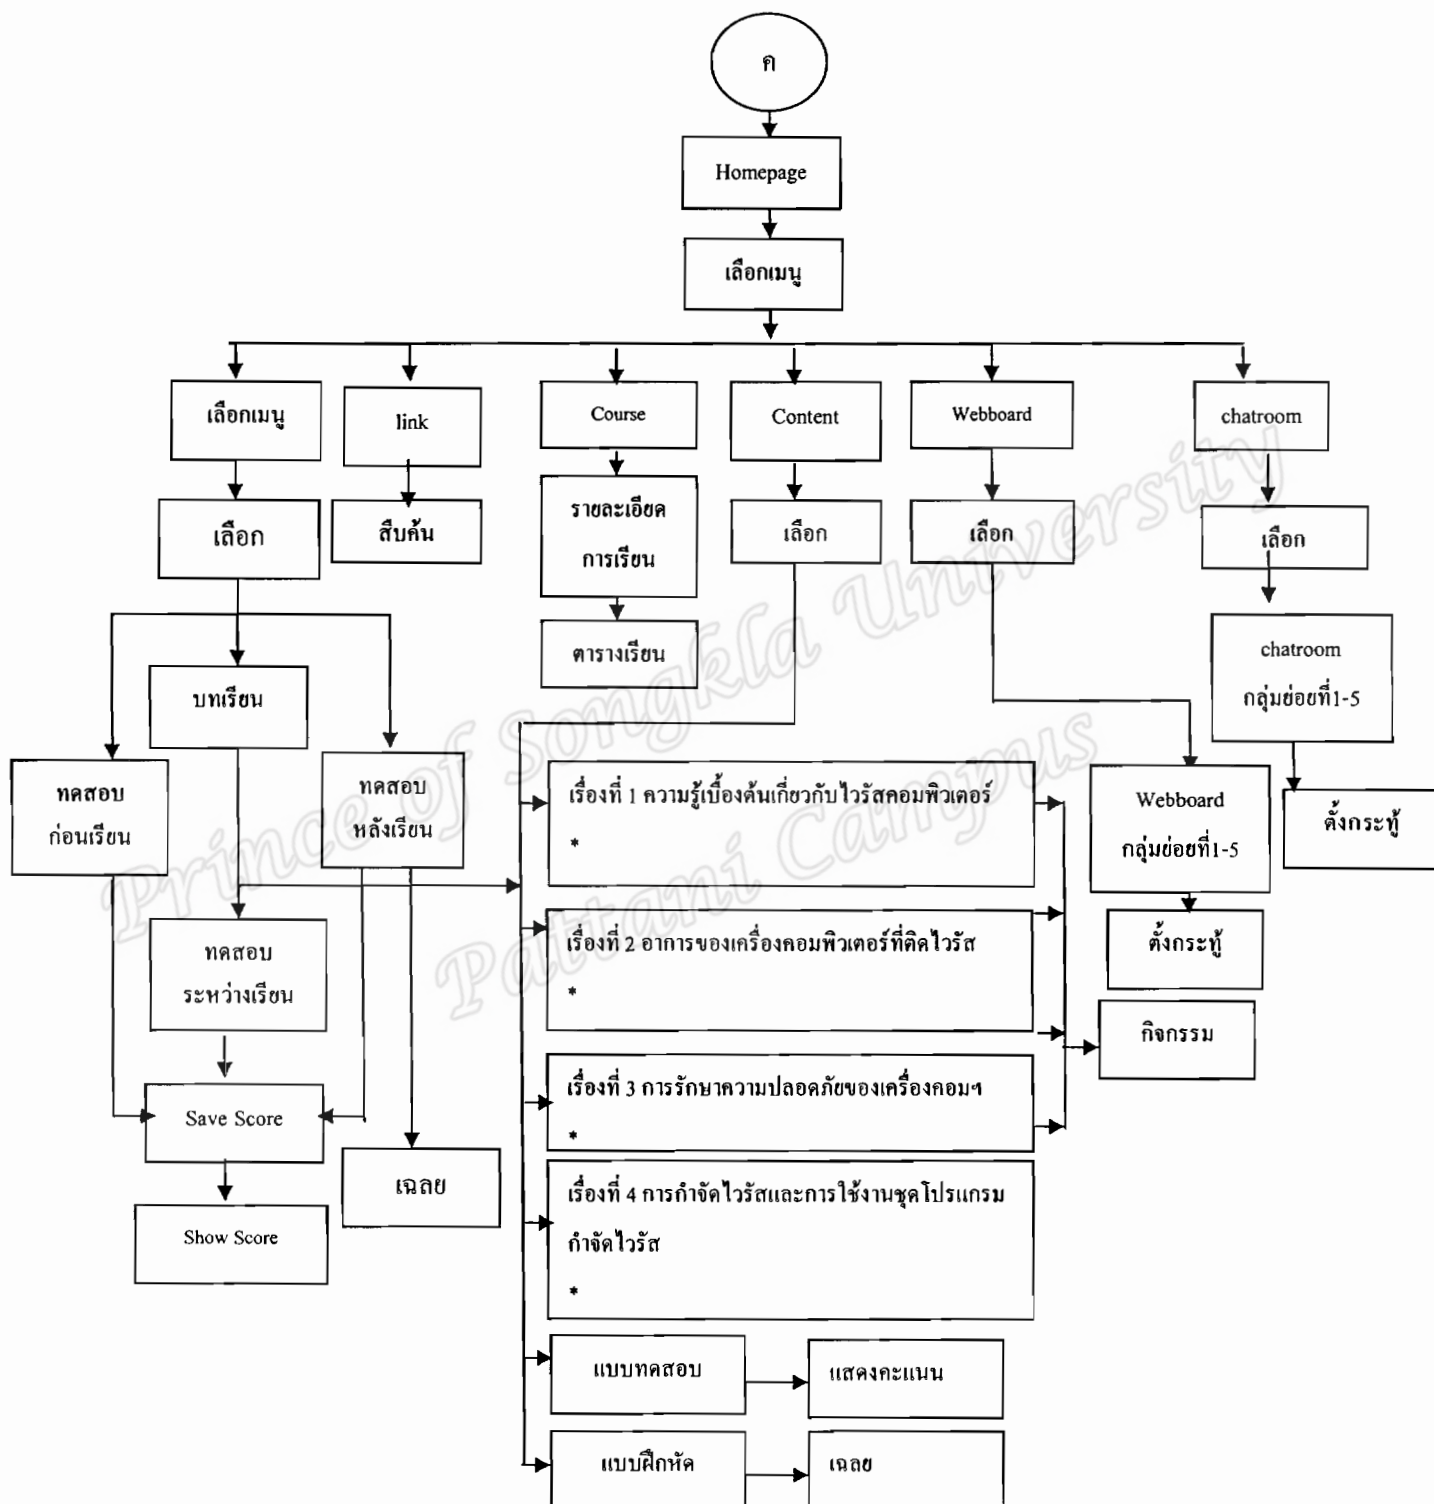 ค
Homepage
เลือกเมนู
เลือกเมนู
link
Course
Content
Webboard
chatroom
เลือก
สืบค้น
รายละเอียด
การเรียน
เลือก
เลือก
เลือก
ตารางเรียน
บทเรียน
chatroom
กลุ่มย่อยที่1-5
ทดสอบ
ก่อนเรียน
ทดสอบ
หลังเรียน
เรื่องที่ 1 ความรู้เบื้องต้นเกี่ยวกับไวรัสคอมพิวเตอร์
*
Webboard
กลุ่มย่อยที่1-5
ตั้งกระทู้
ทดสอบ
ระหว่างเรียน
เรื่องที่ 2 อาการของเครื่องคอมพิวเตอร์ที่ติดไวรัส
*
ตั้งกระทู้
กิจกรรม
Save Score
เรื่องที่ 3 การรักษาความปลอดภัยของเครื่องคอมฯ
*
เฉลย
Show Score
เรื่องที่ 4 การกำจัดไวรัสและการใช้งานชุดโปรแกรม
กำจัดไวรัส
*
แบบทดสอบ
แสดงคะแนน
แบบฝึกหัด
เฉลย
Prince of Songkla University
Pattani Campus